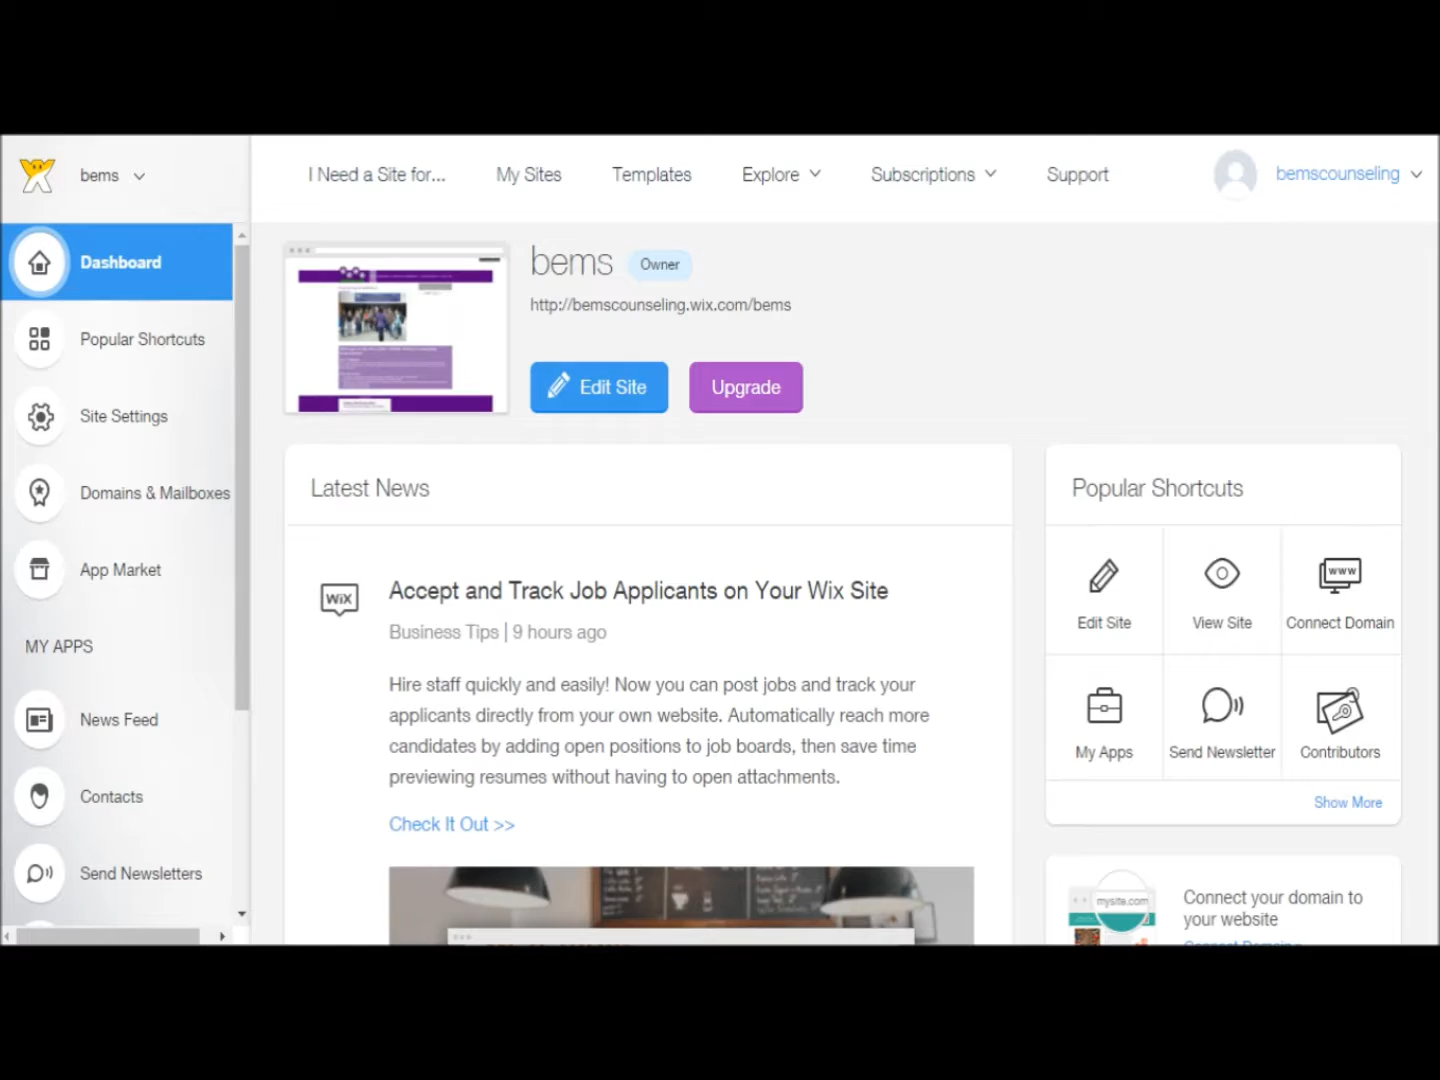 bems
I Need a Site for...
My Sites
Templates
Explore
Subscriptions
Support
bemscounseling
Dashboard
Popular Shortcuts
Site Settings
Domains & Mailboxes
App Market
MY APPS
News Feed
Contacts
Send Newsletters
bems
Owner
http://bemscounseling.wix.com/bems
Edit Site
Upgrade
Latest News
WiX
Accept and Track Job Applicants on Your Wix Site
Business Tips | 9 hours ago
Hire staff quickly and easily! Now you can post jobs and track your
applicants directly from your own website. Automatically reach more
candidates by adding open positions to job boards, then save time
previewing resumes without having to open attachments.
Check It Out >>
Popular Shortcuts
Edit Site
View Site
WWW
Connect Domain
My Apps
Send Newsletter
Contributors
Show More
mysite.com
Connect your domain to
your website